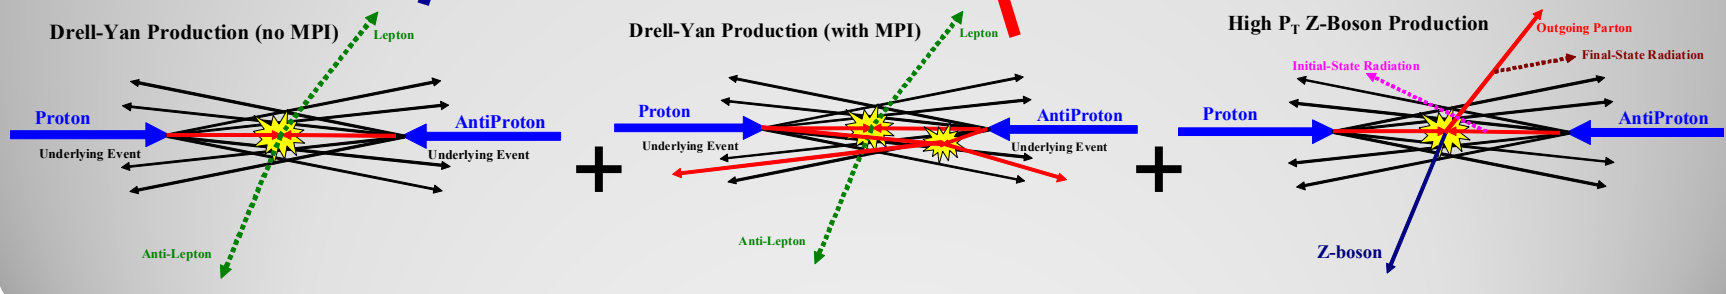 Drell-Yan Production (no MPI)
Lepton
Proton
AntiProton
Underlying Event
Underlying Event
Anti-Lepton
+
Drell-Yan Production (with MPI)
Lepton
Proton
AntiProton
Underlying Event
Underlying Event
Anti-Lepton
+
High PT Z-Boson Production
Outgoing Parton
Initial-State Radiation
Final-State Radiation
Proton
AntiProton
Z-boson